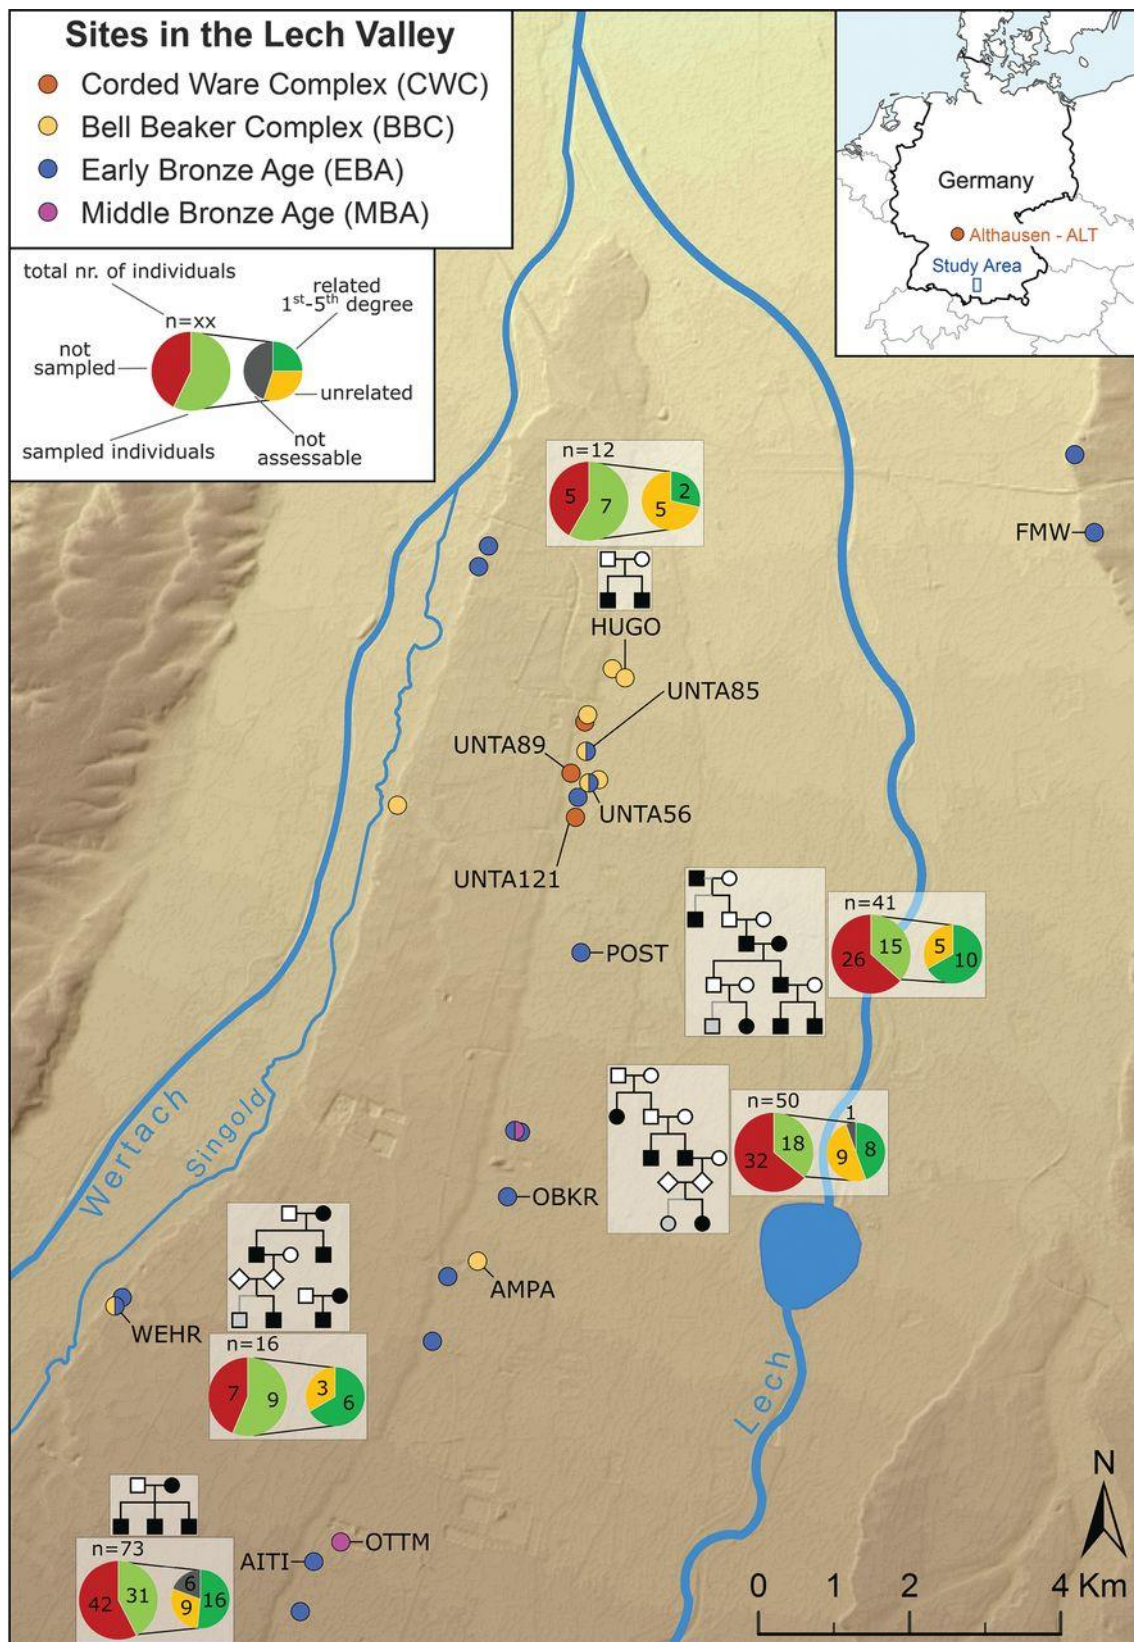 Sites in the Lech Valley
Corded Ware Complex (CWC)
Bell Beaker Complex (BBC)
Early Bronze Age (EBA)
Middle Bronze Age (MBA)
Germany
Althausen - ALT
Study Area
total nr. of individuals
n=xx
related
1st-5th degree
not
sampled
unrelated
sampled individuals
not
assessable
n=12
5
7
5
2
FMW
HUGO
UNTA85
UNTA89
UNTA56
UNTA121
n=41
26
15
5
10
POST
n=50
32
18
1
9
8
Wertach
Singold
OBKR
AMPA
WEHR
n=16
7
9
3
6
Lech
n=73
42
31
6
9
16
AITI
OTTM
N
0
2
4 Km